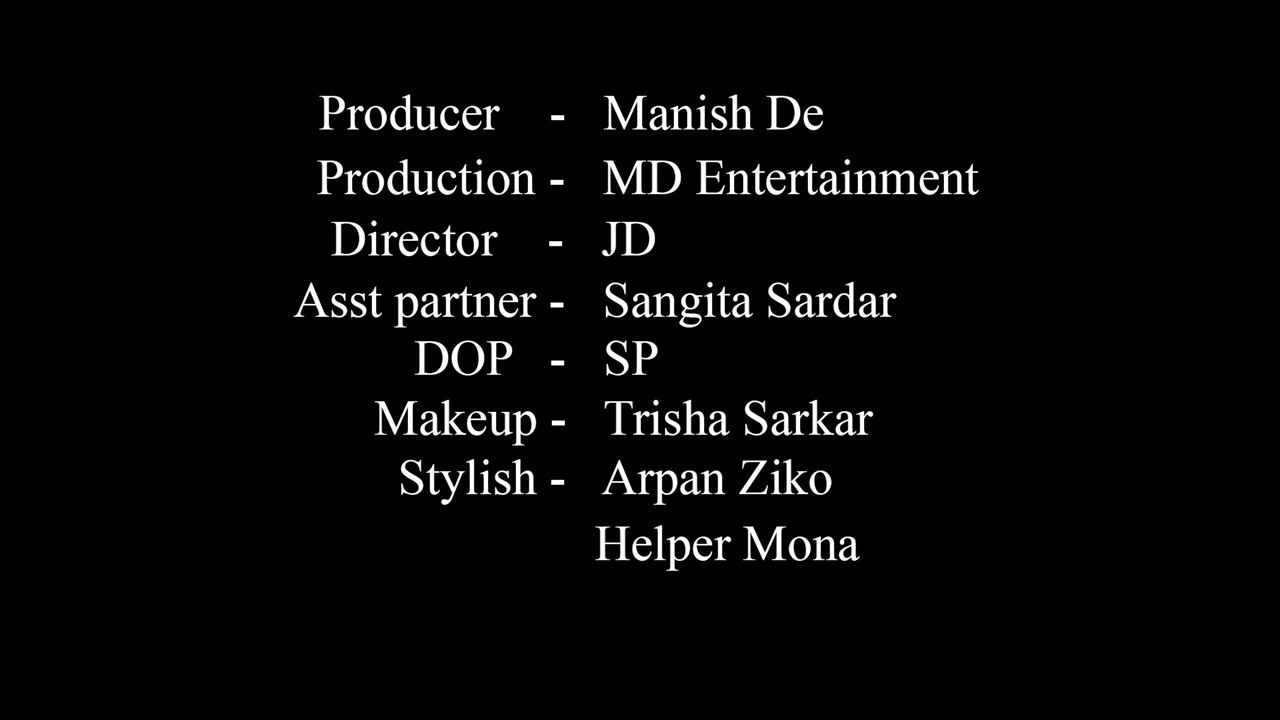 Producer - Manish De
Production - MD Entertainment
Director - JD
Asst partner - Sangita Sardar
DOP - SP
Makeup - Trisha Sarkar
Stylish - Arpan Ziko
Helper Mona